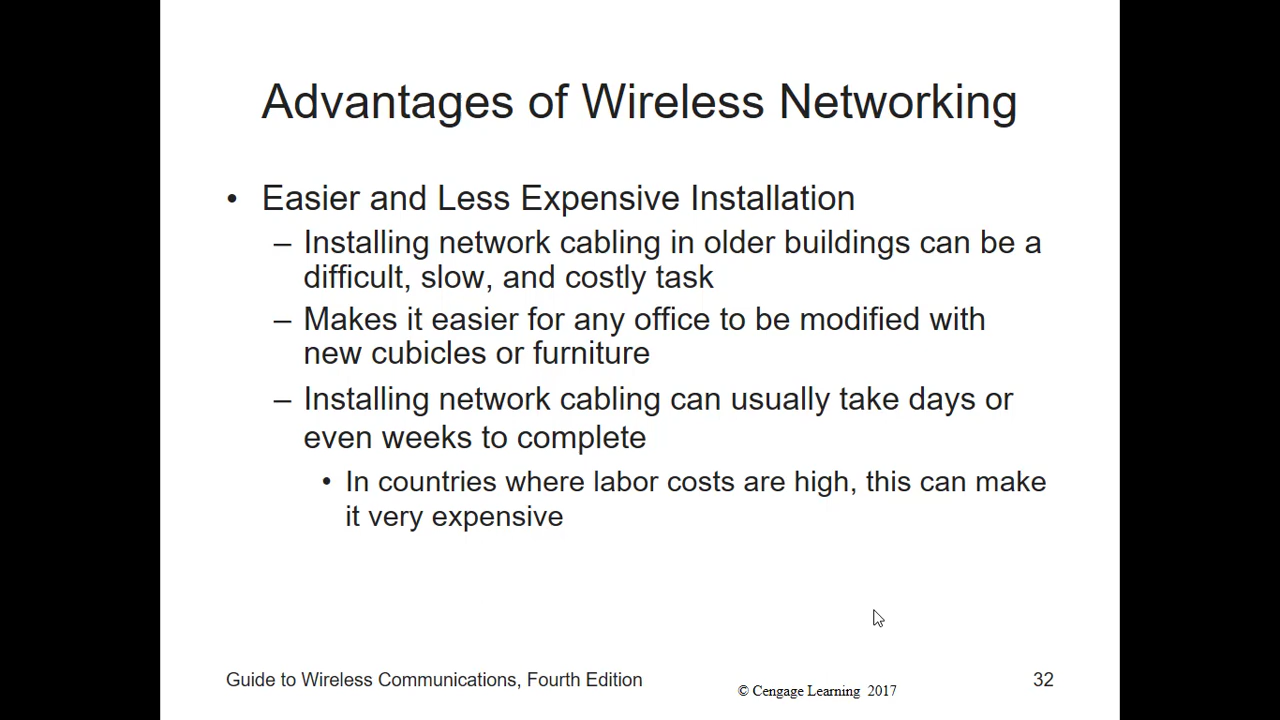 Advantages of Wireless Networking
• Easier and Less Expensive Installation
– Installing network cabling in older buildings can be a
difficult, slow, and costly task
– Makes it easier for any office to be modified with
new cubicles or furniture
– Installing network cabling can usually take days or
even weeks to complete
• In countries where labor costs are high, this can make
it very expensive
Guide to Wireless Communications, Fourth Edition
© Cengage Learning 2017
32